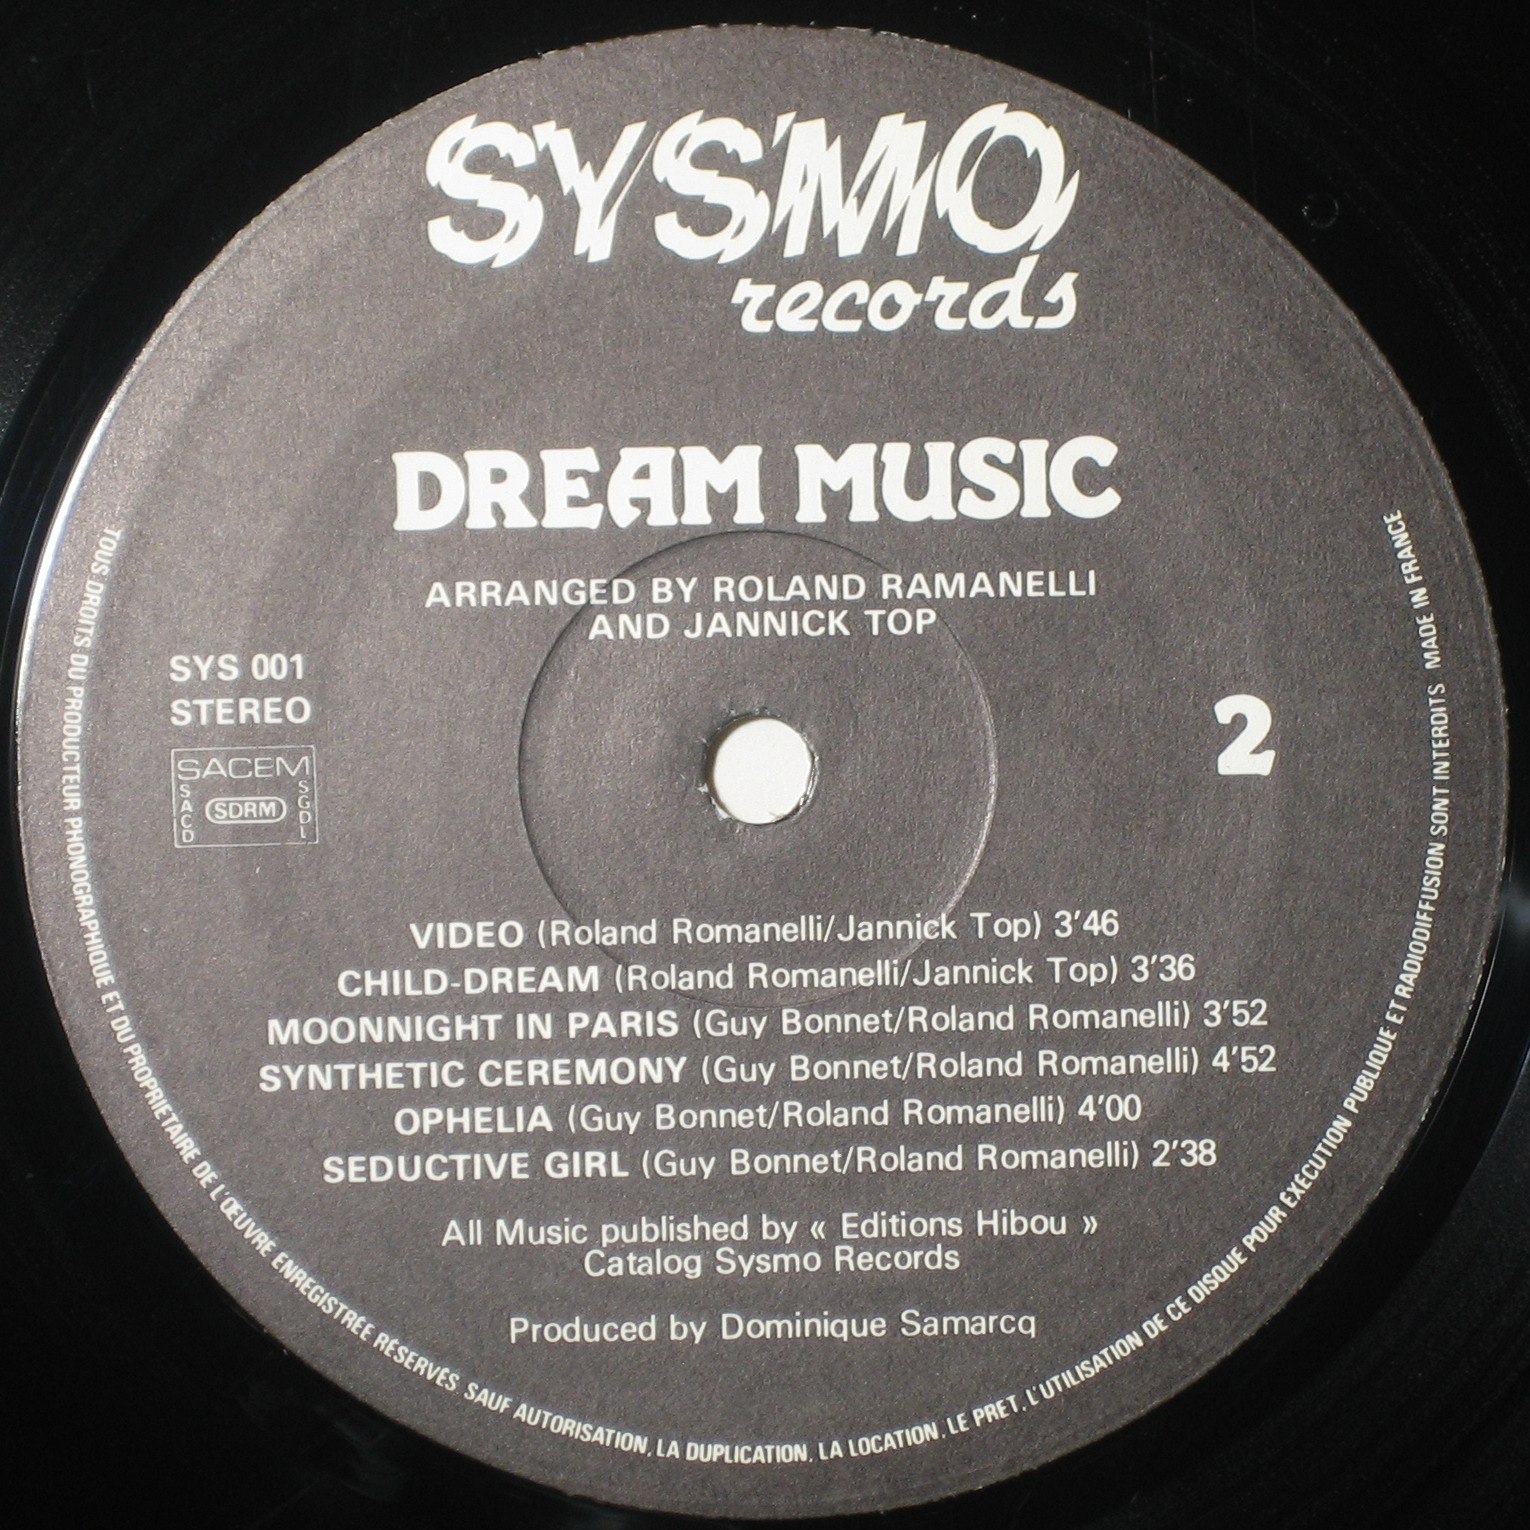 SYSMO
records
DREAM MUSIC
ARRANGED BY ROLAND RAMANELLI
AND JANNICK TOP
SYS 001
STEREO
SACEM
SACD
SDRM
SGDL
2
VIDEO (Roland Romanelli/Jannick Top) 3'46
CHILD-DREAM (Roland Romanelli/Jannick Top) 3'36
MOONNIGHT IN PARIS (Guy Bonnet/Roland Romanelli) 3'52
SYNTHETIC CEREMONY (Guy Bonnet/Roland Romanelli) 4'52
OPHELIA (Guy Bonnet/Roland Romanelli) 4'00
SEDUCTIVE GIRL (Guy Bonnet/Roland Romanelli) 2'38
All Music published by « Editions Hibou »
Catalog Sysmo Records
Produced by Dominique Samarcq
TOUS DROITS DU PRODUCTEUR PHONOGRAPHIQUE ET DU PROPRIETAIRE DE L'ŒUVRE ENREGISTRÉE RÉSERVÉS. SAUF AUTORISATION, LA DUPLICATION, LA LOCATION, LE PRET, L'UTILISATION DE CE DISQUE POUR EXÉCUTION PUBLIQUE ET RADIODIFFUSION SONT INTERDITS MADE IN FRANCE